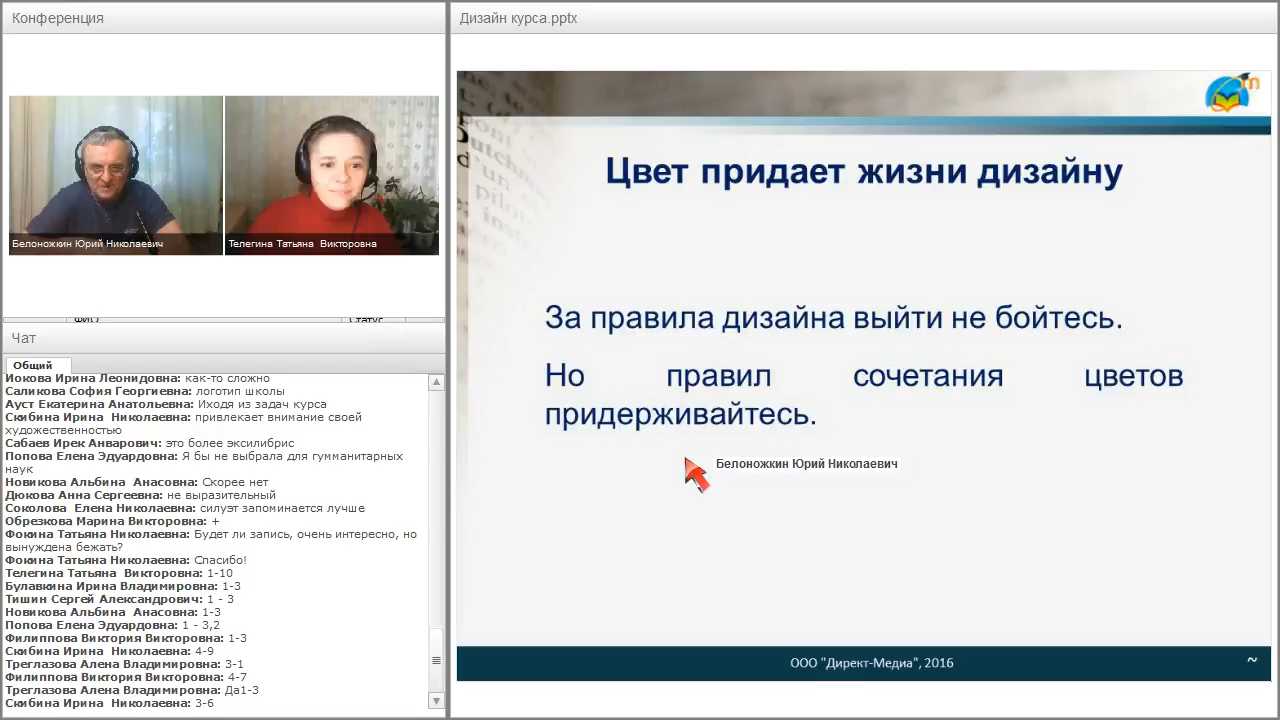 Конференция
Белоножкин Юрий Николаевич
Телегина Татьяна Викторовна
ФИО Статус
Чат
Общий
Иокова Ирина Леонидовна: как-то сложно
Саликова София Георгиевна: логотип школы
Ауст Екатерина Анатольевна: Иходя из задач курса
Скибина Ирина Николаевна: привлекает внимание своей
художественностью
Сабаев Ирек Анварович: это более эксилибрис
Попова Елена Эдуардовна: Я бы не выбрала для гумманитарных
наук
Новикова Альбина Анасовна: Скорее нет
Дюкова Анна Сергеевна: не выразительный
Соколова Елена Николаевна: силуэт запоминается лучше
Обрезкова Марина Викторовна: +
Фокина Татьяна Николаевна: Будет ли запись, очень интересно, но
вынуждена бежать?
Фокина Татьяна Николаевна: Спасибо!
Телегина Татьяна Викторовна: 1-10
Булавкина Ирина Владимировна: 1-3
Тишин Сергей Александрович: 1 - 3
Новикова Альбина Анасовна: 1-3
Попова Елена Эдуардовна: 1 - 3,2
Филиппова Виктория Викторовна: 1-3
Скибина Ирина Николаевна: 4-9
Треглазова Алена Владимировна: 3-1
Филиппова Виктория Викторовна: 4-7
Треглазова Алена Владимировна: Да1-3
Скибина Ирина Николаевна: 3-6
Дизайн курса.pptx
Цвет придает жизни дизайну
За правила дизайна выйти не бойтесь.
Но правил сочетания цветов
придерживайтесь.
Белоножкин Юрий Николаевич
ООО "Директ-Медиа", 2016
~